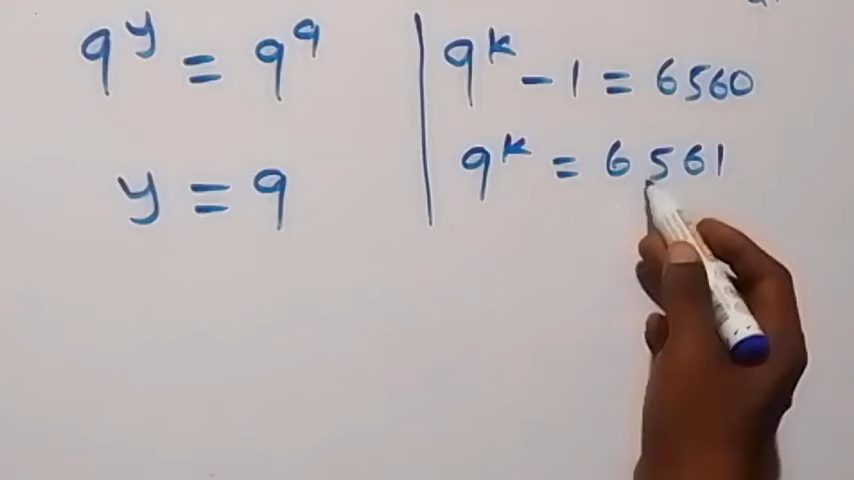 9^y = 9^9
y = 9
9^k - 1 = 6560
9^k = 6561